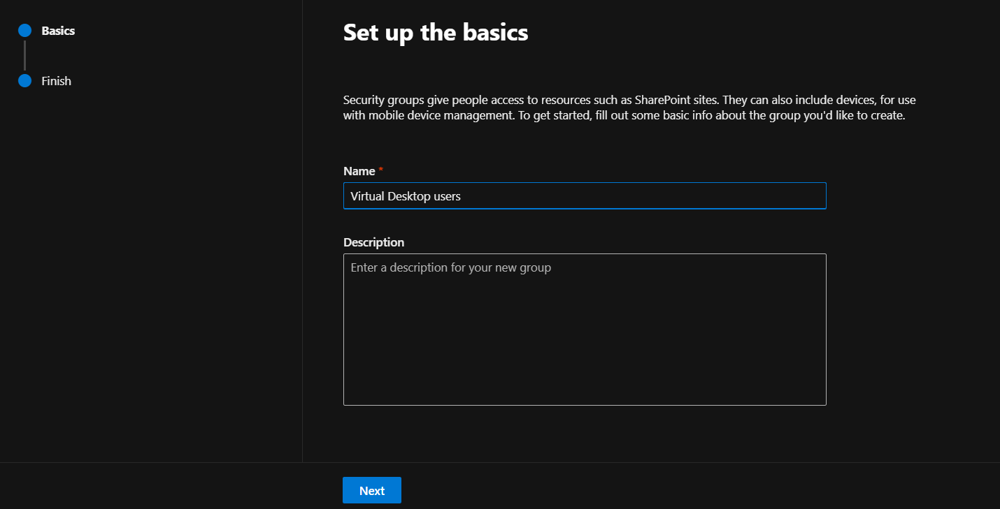 Basics
Finish
Set up the basics
Security groups give people access to resources such as SharePoint sites. They can also include devices, for use
with mobile device management. To get started, fill out some basic info about the group you'd like to create.
Name *
Virtual Desktop users
Description
Enter a description for your new group
Next